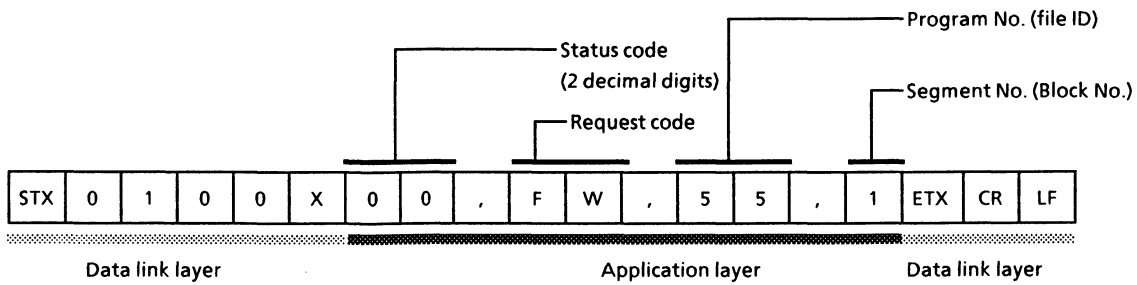 Program No. (file ID)
Status code
(2 decimal digits)
Segment No. (Block No.)
Request code
STX 0 1 0 0 X 0 0 , F W , 5 5 , 1 ETX CR LF
Data link layer Application layer Data link layer